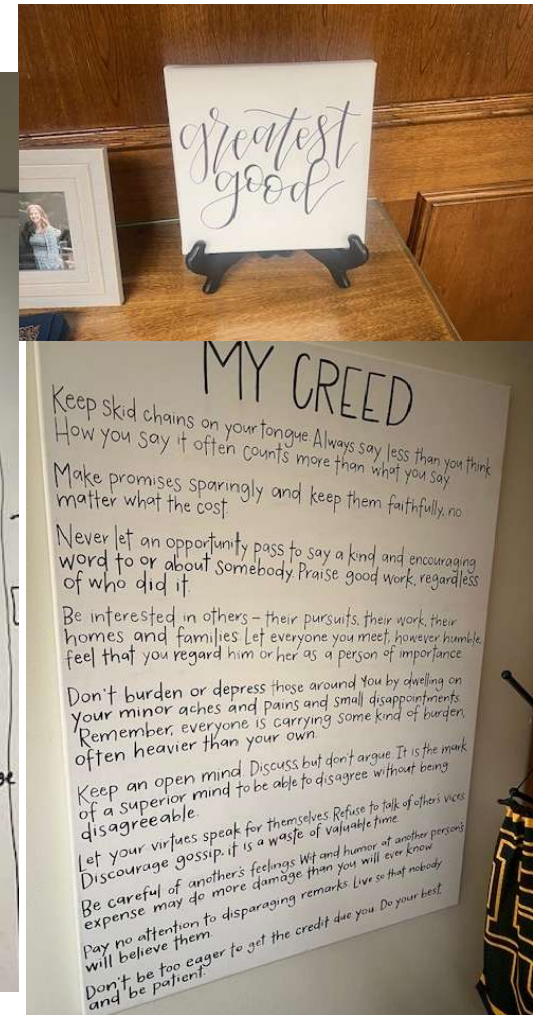 greatest
good
MY CREED
Keep skid chains on your tongue. Always say less than you think
How you say it often counts more than what you say
Make promises sparingly and keep them faithfully, no
matter what the cost.
Never let an opportunity pass to say a kind and encouraging
word to or about somebody. Praise good work, regardless
of who did it.
Be interested in others – their pursuits, their work, their
homes and families. Let everyone you meet, however humble,
feel that you regard him or her as a person of importance
Don't burden or depress those around you by dwelling on
your minor aches and pains and small disappointments
Remember, everyone is carrying some kind of burden,
often heavier than your own.
Keep an open mind. Discuss, but don't argue. It is the mark
of a superior mind to be able to disagree without being
disagreeable.
Let your virtues speak for themselves. Refuse to talk of other's vices
Discourage gossip, it is a waste of valuable time
Be careful of another's feelings. Wit and humor at another person's
expense may do more damage than you will ever know
Pay no attention to disparaging remarks. Live so that nobody
will believe them.
Don't be too eager to get the credit due you. Do your best,
and be patient.